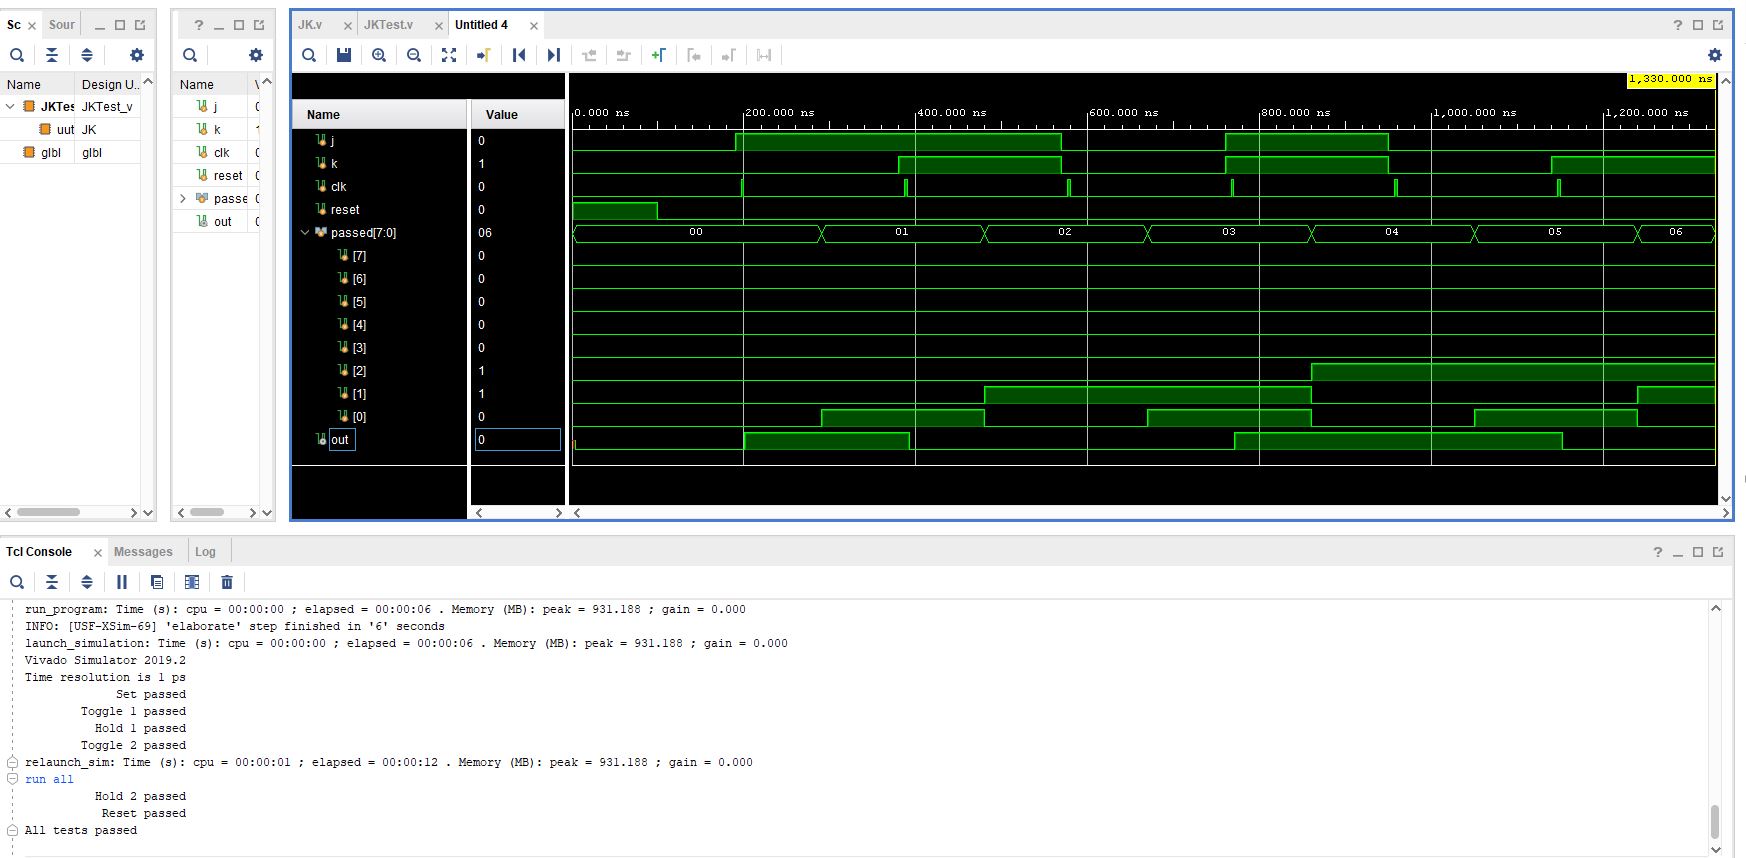 Sc
Sour
Name
Design U...
JKTes
JKTest_v
uut
JK
glbl
glbl
Name
V
j
0
k
1
clk
0
reset
0
passe
0
out
0
JK.v
JKTest.v
Untitled 4
Name
Value
j
0
k
1
clk
0
reset
0
passed[7:0]
06
[7]
0
[6]
0
[5]
0
[4]
0
[3]
0
[2]
1
[1]
1
[0]
0
out
0
1,330.000 ns
0.000 ns
200.000 ns
400.000 ns
600.000 ns
800.000 ns
1,000.000 ns
1,200.000 ns
00
01
02
03
04
05
06
Tcl Console
Messages
Log
run_program: Time (s): cpu = 00:00:00 ; elapsed = 00:00:06 . Memory (MB): peak = 931.188 ; gain = 0.000
INFO: [USF-XSim-69] 'elaborate' step finished in '6' seconds
launch_simulation: Time (s): cpu = 00:00:00 ; elapsed = 00:00:06 . Memory (MB): peak = 931.188 ; gain = 0.000
Vivado Simulator 2019.2
Time resolution is 1 ps
Set passed
Toggle 1 passed
Hold 1 passed
Toggle 2 passed
relaunch_sim: Time (s): cpu = 00:00:01 ; elapsed = 00:00:12 . Memory (MB): peak = 931.188 ; gain = 0.000
run all
Hold 2 passed
Reset passed
All tests passed